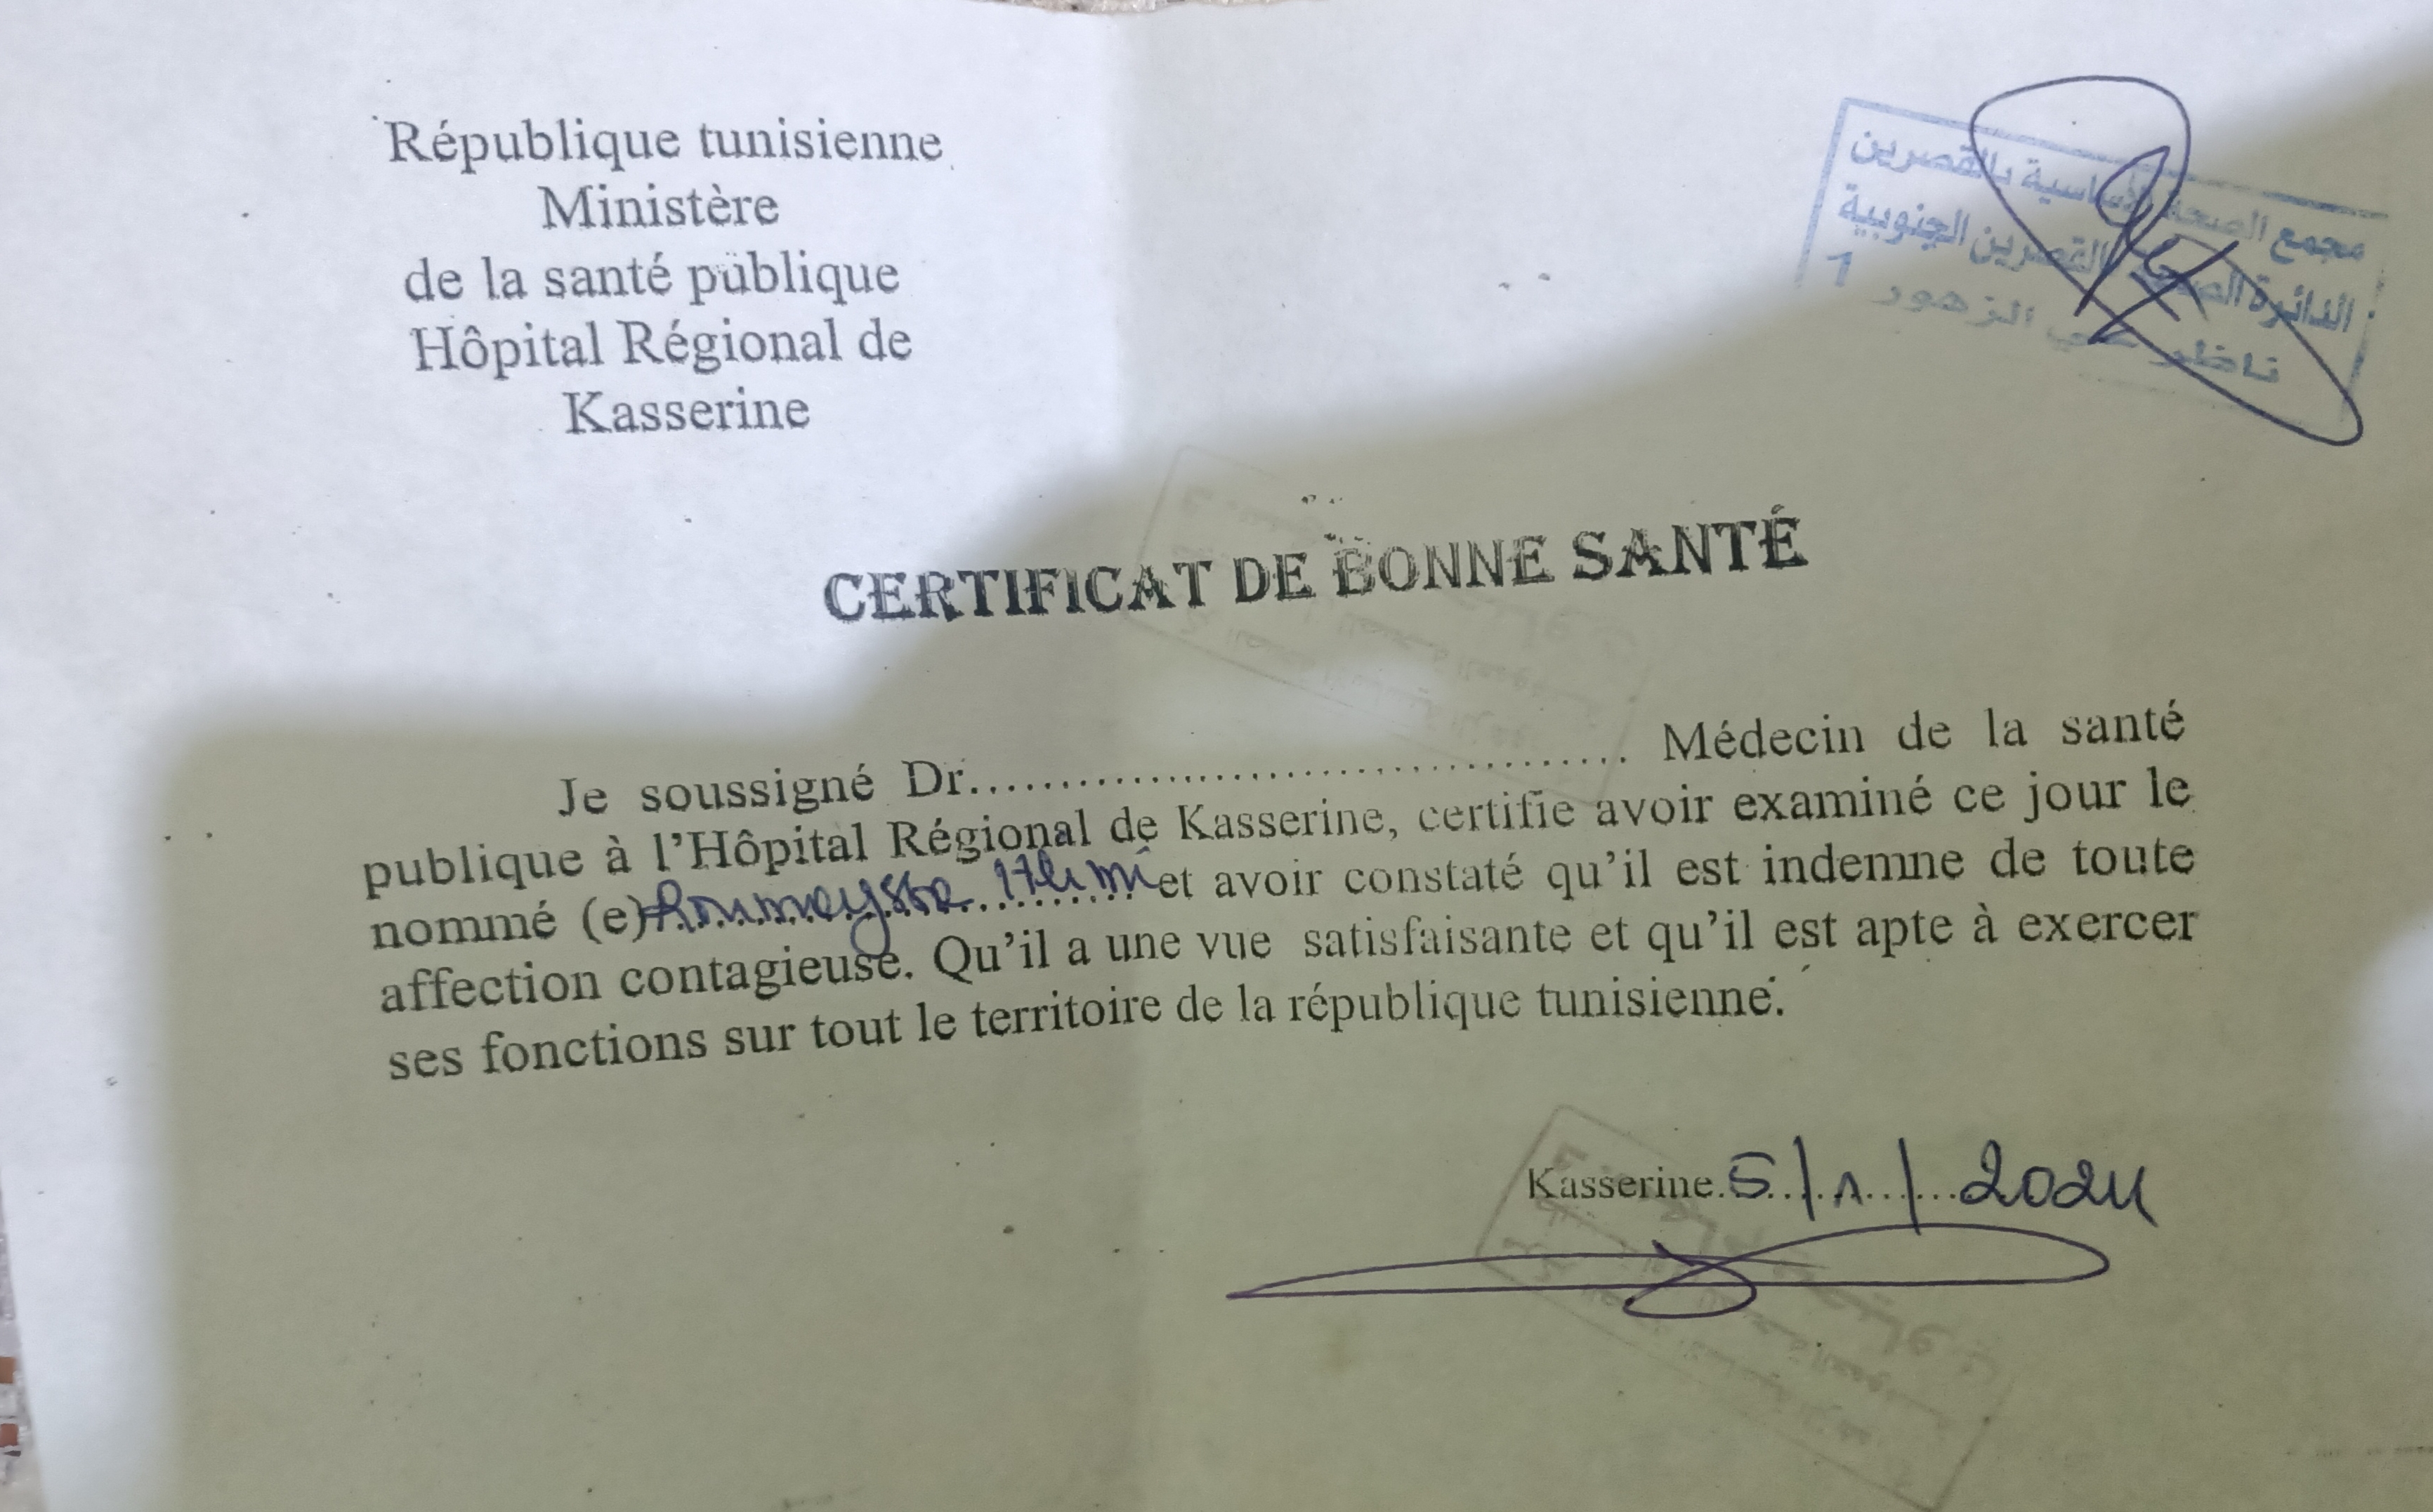 République tunisienne
Ministère
de la santé publique
Hôpital Régional de
Kasserine
مجمع الصحة الأساسية بالقصرين
الدائرة الصحية القصرين الجنوبية
حي الزهور 1
CERTIFICAT DE BONNE SANTÉ
Je soussigné Dr.................................... Médecin de la santé
publique à l'Hôpital Régional de Kasserine, certifie avoir examiné ce jour le
nommé (e) Roumayssa et avoir constaté qu'il est indemne de toute
affection contagieuse. Qu'il a une vue satisfaisante et qu'il est apte à exercer
ses fonctions sur tout le territoire de la république tunisienne.
Kasserine 5/1/2024